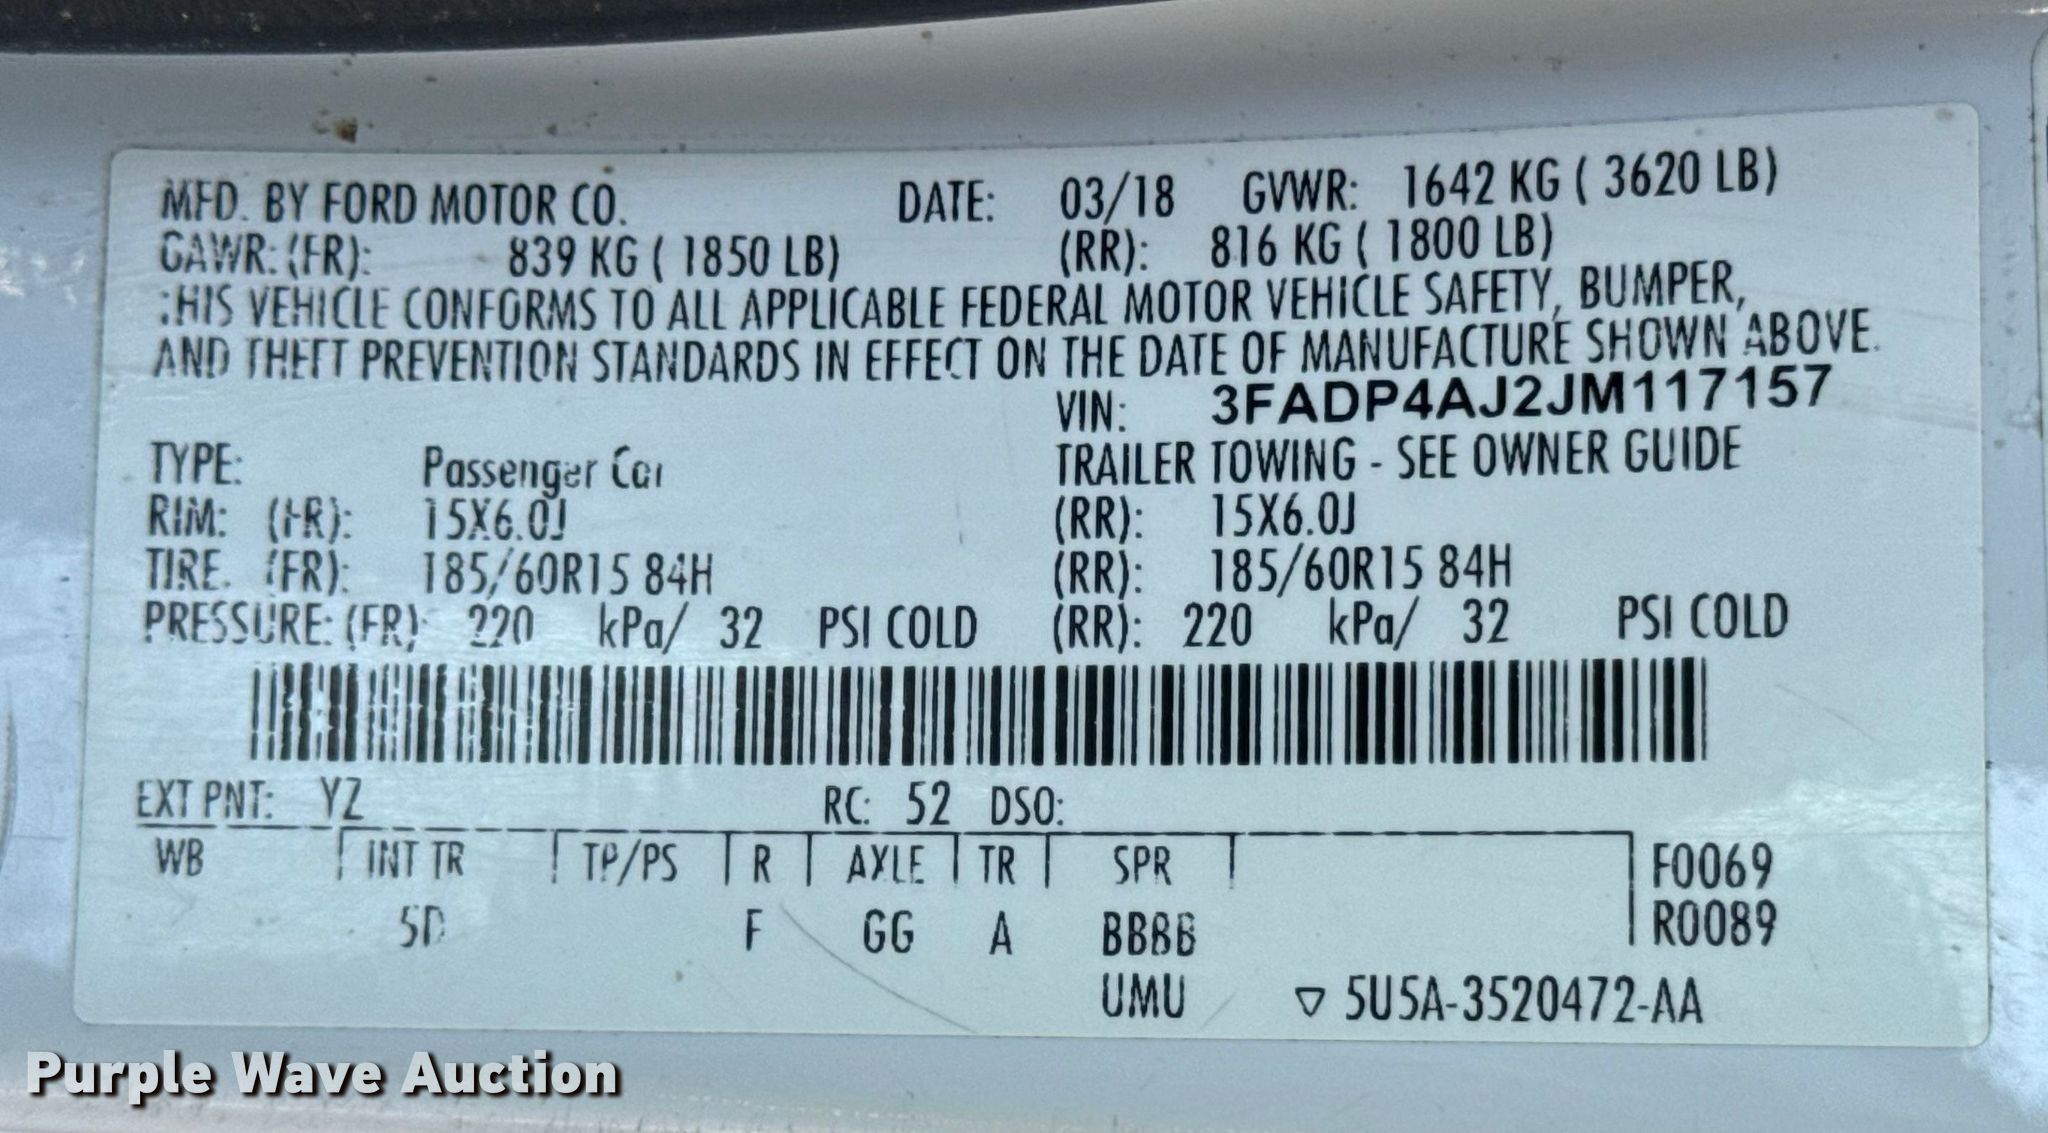 MFD. BY FORD MOTOR CO. DATE: 03/18 GVWR: 1642 KG ( 3620 LB)
GAWR: (FR): 839 KG ( 1850 LB) (RR): 816 KG ( 1800 LB)
THIS VEHICLE CONFORMS TO ALL APPLICABLE FEDERAL MOTOR VEHICLE SAFETY, BUMPER,
AND THEFT PREVENTION STANDARDS IN EFFECT ON THE DATE OF MANUFACTURE SHOWN ABOVE.
VIN: 3FADP4AJ2JM117157
TYPE: Passenger Car TRAILER TOWING - SEE OWNER GUIDE
RIM: (FR): 15X6.0J (RR): 15X6.0J
TIRE. (FR): 185/60R15 84H (RR): 185/60R15 84H
PRESSURE: (FR): 220 kPa/ 32 PSI COLD (RR): 220 kPa/ 32 PSI COLD
EXT PNT: YZ RC: 52 DSO:
WB INT TR TP/PS R AXLE TR SPR F0069
5D F GG A BBBB R0089
UMU ▽ 5U5A-3520472-AA
Purple Wave Auction